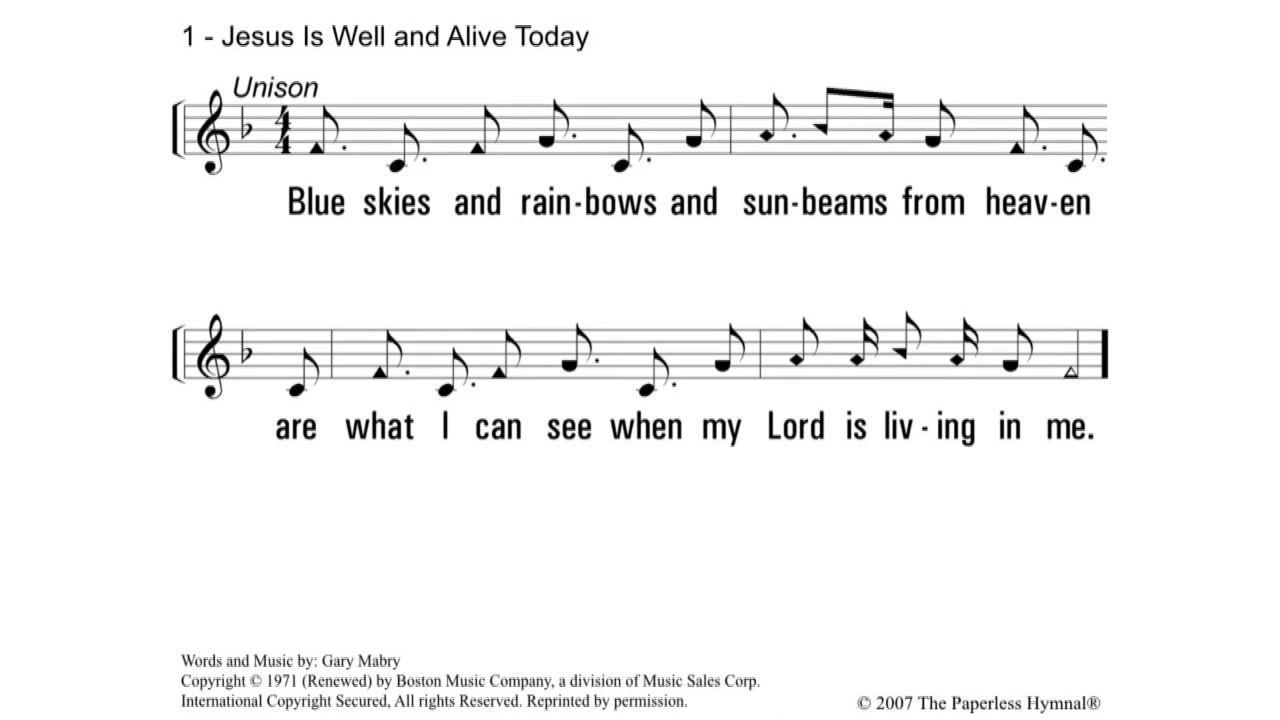 1 - Jesus Is Well and Alive Today
Unison
4
4
Blue skies and rain-bows and sun-beams from heav-en
are what I can see when my Lord is liv - ing in me.
Words and Music by: Gary Mabry
Copyright © 1971 (Renewed) by Boston Music Company, a division of Music Sales Corp.
International Copyright Secured, All rights Reserved. Reprinted by permission.
© 2007 The Paperless Hymnal®